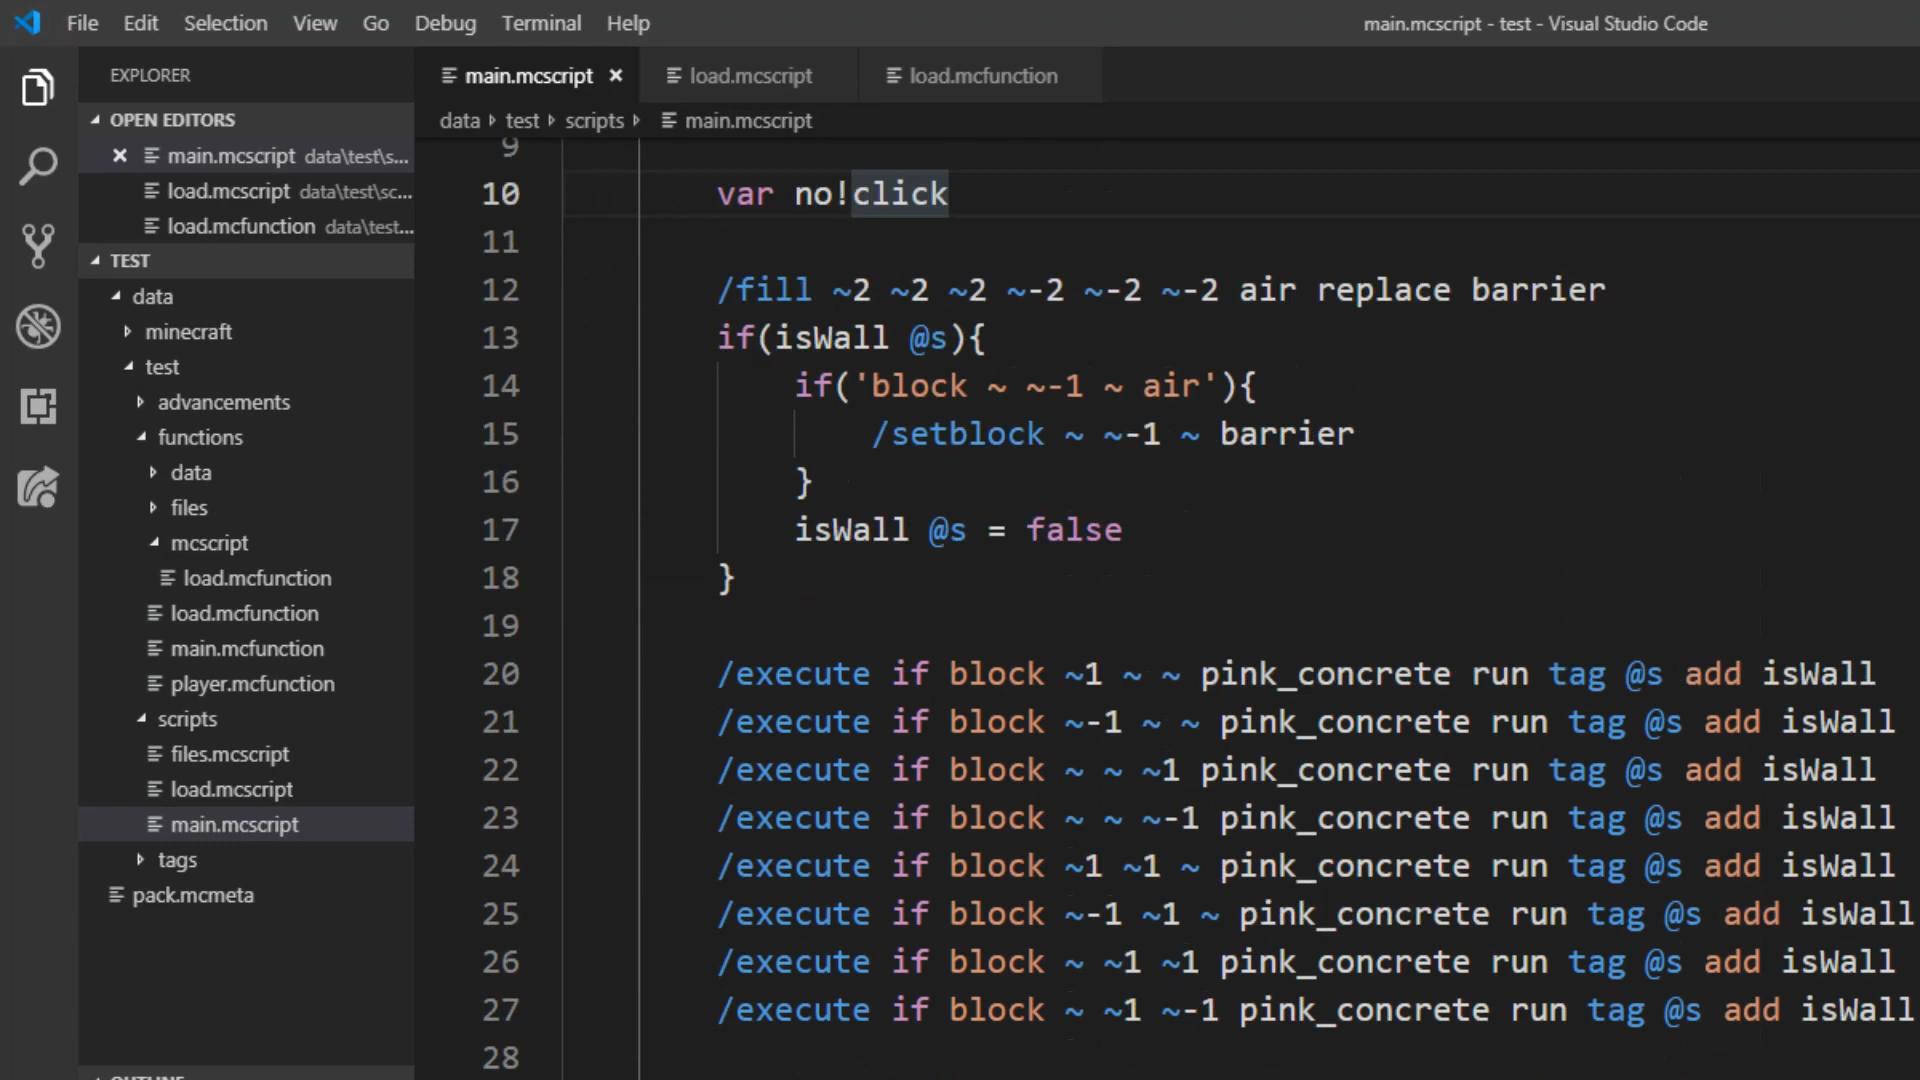 File Edit Selection View Go Debug Terminal Help main.mcscript - test - Visual Studio Code
EXPLORER
OPEN EDITORS
main.mcscript data\test\s...
load.mcscript data\test\sc...
load.mcfunction data\test...
TEST
data
minecraft
test
advancements
functions
data
files
mcscript
load.mcfunction
load.mcfunction
main.mcfunction
player.mcfunction
scripts
files.mcscript
load.mcscript
main.mcscript
tags
pack.mcmeta
OUTLINE
main.mcscript load.mcscript load.mcfunction
data test scripts main.mcscript
9
10 var no!click
11
12 /fill ~2 ~2 ~2 ~-2 ~-2 ~-2 air replace barrier
13 if(isWall @s){
14 if('block ~ ~-1 ~ air'){
15 /setblock ~ ~-1 ~ barrier
16 }
17 isWall @s = false
18 }
19
20 /execute if block ~1 ~ ~ pink_concrete run tag @s add isWall
21 /execute if block ~-1 ~ ~ pink_concrete run tag @s add isWall
22 /execute if block ~ ~ ~1 pink_concrete run tag @s add isWall
23 /execute if block ~ ~ ~-1 pink_concrete run tag @s add isWall
24 /execute if block ~1 ~1 ~ pink_concrete run tag @s add isWall
25 /execute if block ~-1 ~1 ~ pink_concrete run tag @s add isWall
26 /execute if block ~ ~1 ~1 pink_concrete run tag @s add isWall
27 /execute if block ~ ~1 ~-1 pink_concrete run tag @s add isWall
28